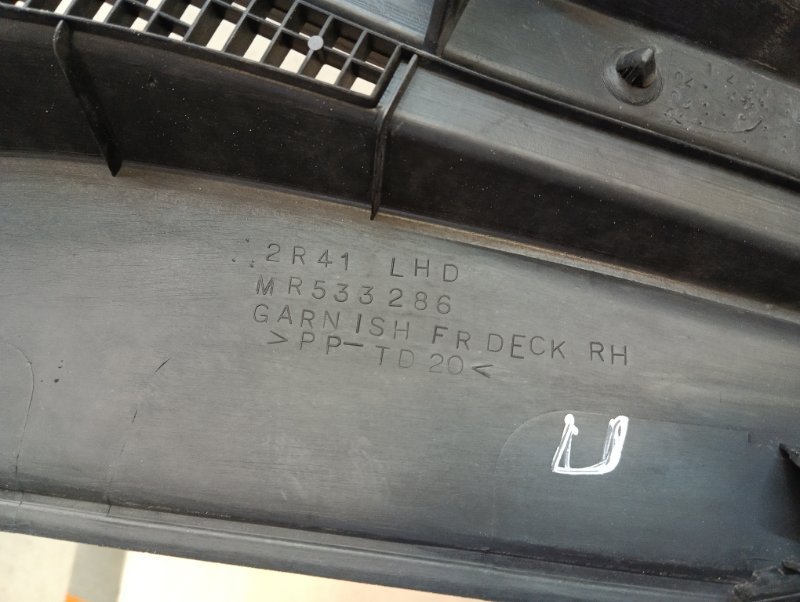 2R41 LHD
MR533286
GARNISH FR DECK RH
>PP-TD20<
U